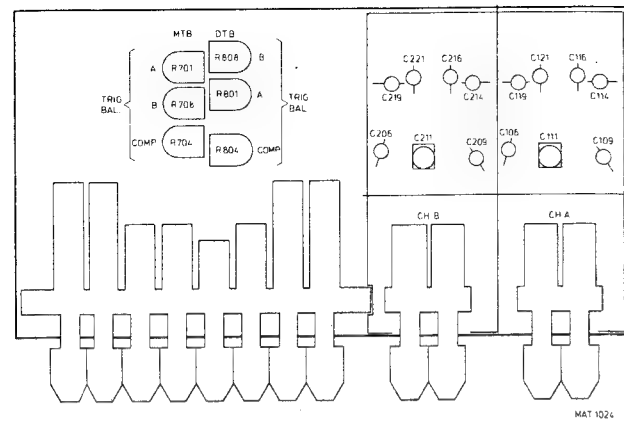 MTB DTB
A R701 R808 B
TRIG BAL. R801 A TRIG BAL
B R706
COMP R704 R804 COMP
C221 C216 C121 C116
C219 C214 C119 C114
C206 C211 C209 C106 C111 C109
CH B CH A
MAT 1024